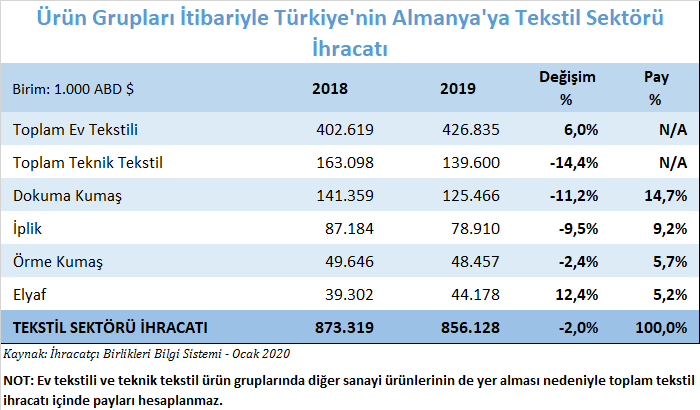 Ürün Grupları İtibariyle Türkiye'nin Almanya'ya Tekstil Sektörü
İhracatı
Birim: 1.000 ABD $ 2018 2019 Değişim % Pay %
Toplam Ev Tekstili 402.619 426.835 6,0% N/A
Toplam Teknik Tekstil 163.098 139.600 -14,4% N/A
Dokuma Kumaş 141.359 125.466 -11,2% 14,7%
İplik 87.184 78.910 -9,5% 9,2%
Örme Kumaş 49.646 48.457 -2,4% 5,7%
Elyaf 39.302 44.178 12,4% 5,2%
TEKSTİL SEKTÖRÜ İHRACATI 873.319 856.128 -2,0% 100,0%
Kaynak: İhracatçı Birlikleri Bilgi Sistemi - Ocak 2020
NOT: Ev tekstili ve teknik tekstil ürün gruplarında diğer sanayi ürünlerinin de yer alması nedeniyle toplam tekstil
ihracatı içinde payları hesaplanmaz.